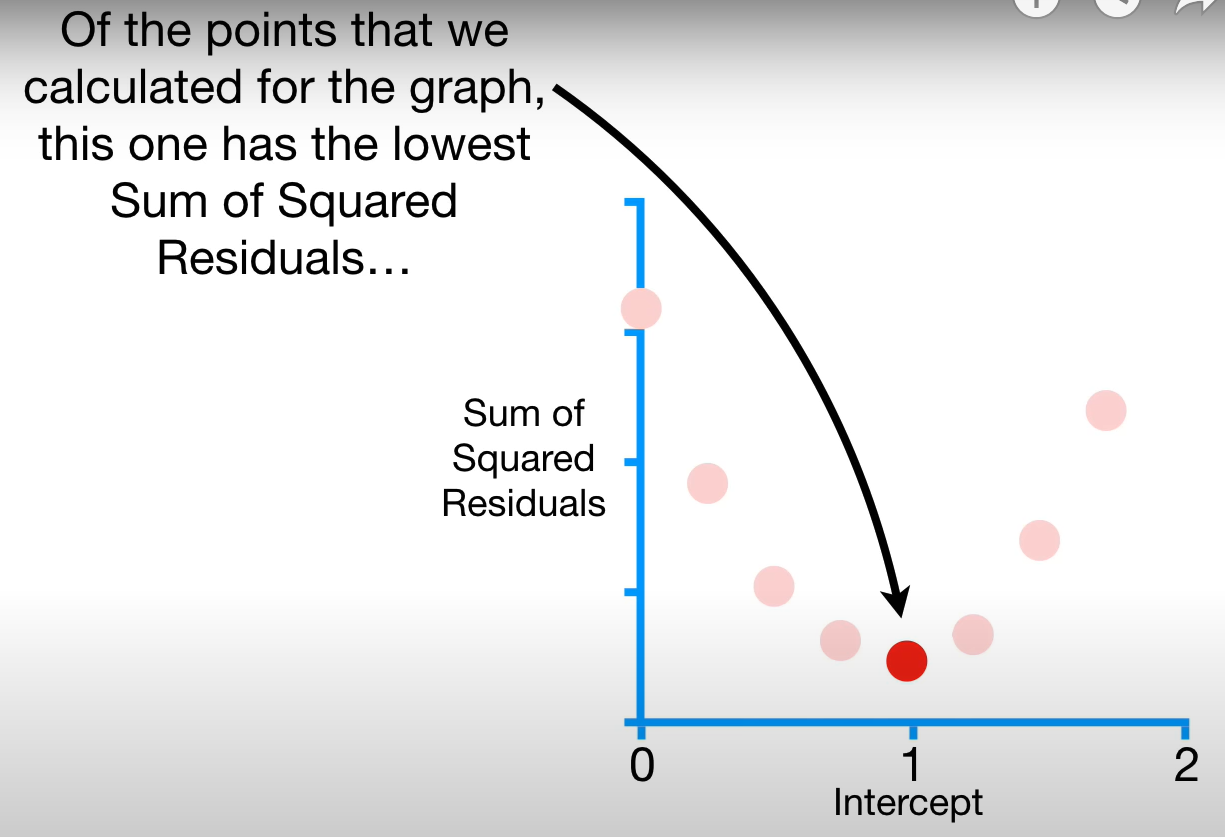 Of the points that we
calculated for the graph,
this one has the lowest
Sum of Squared
Residuals…
Sum of
Squared
Residuals
0
1
2
Intercept